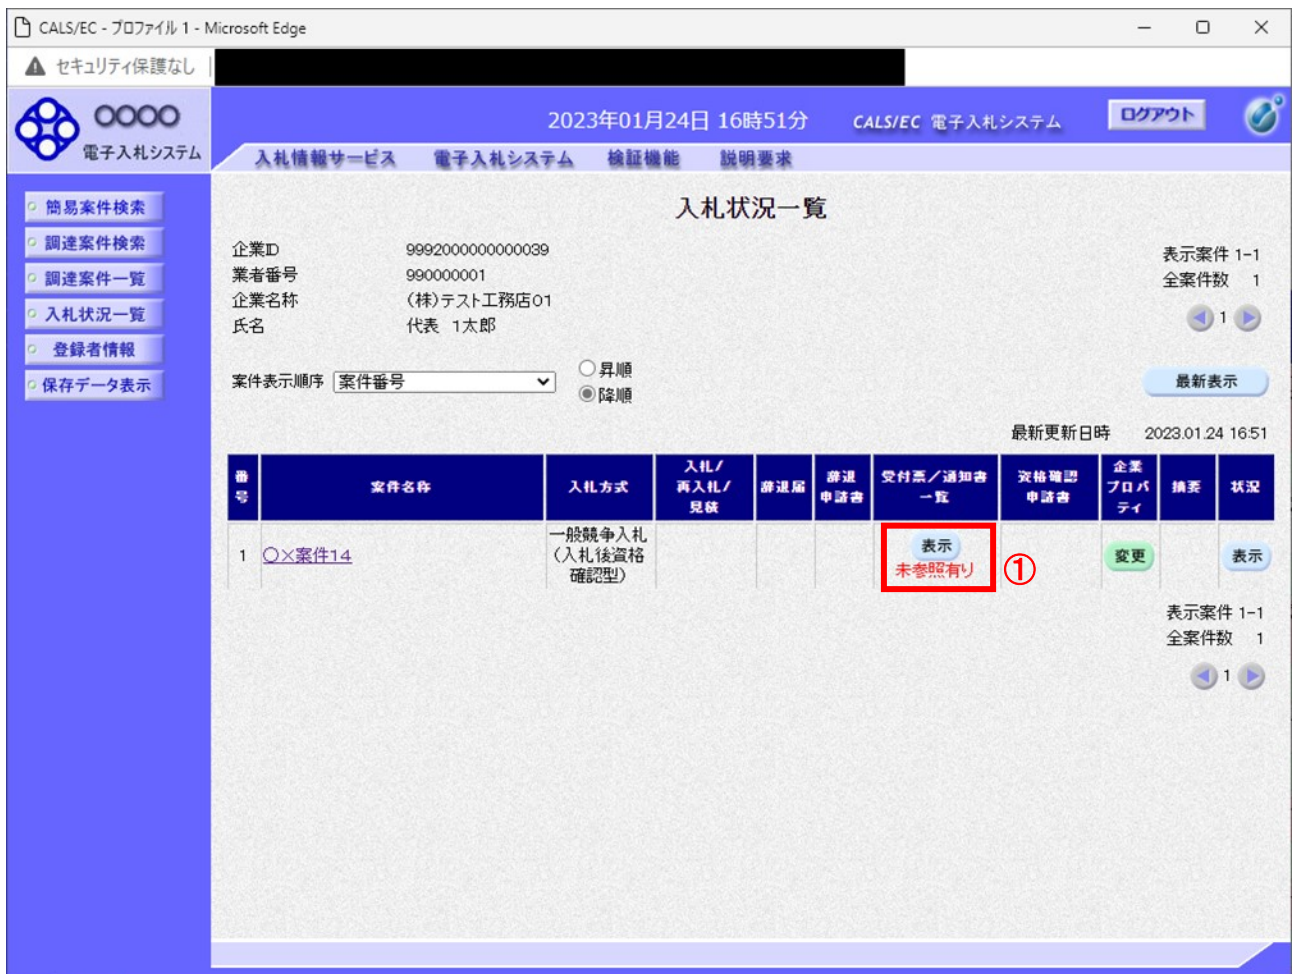 CALS/EC - プロファイル 1 - Microsoft Edge
セキュリティ保護なし
〇〇〇〇
電子入札システム
2023年01月24日 16時51分
CALS/EC 電子入札システム
ログアウト
入札情報サービス 電子入札システム 検証機能 説明要求
簡易案件検索
調達案件検索
調達案件一覧
入札状況一覧
登録者情報
保存データ表示
入札状況一覧
企業ID 9992000000000039
業者番号 990000001
企業名称 (株)テスト工務店01
氏名 代表 1太郎
表示案件 1-1
全案件数 1
1
案件表示順序 案件番号
昇順
降順
最新表示
最新更新日時 2023.01.24 16:51
番号
案件名称
入札方式
入札/
再入札/
見積
辞退届
辞退
申請書
受付票/通知書
一覧
資格確認
申請書
企業
プロパ
ティ
摘要
状況
1 〇×案件14
一般競争入札
(入札後資格
確認型)
表示
未参照有り
①
変更
表示
表示案件 1-1
全案件数 1
1